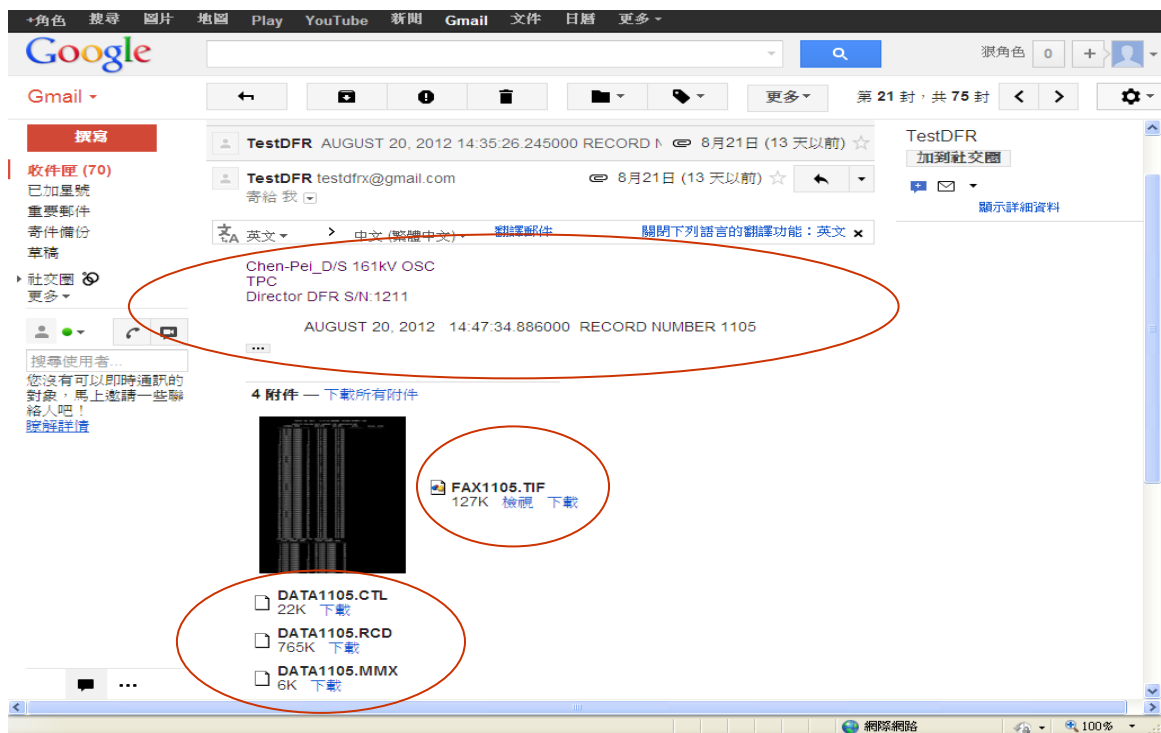 +角色 搜尋 圖片 地圖 Play YouTube 新聞 Gmail 文件 日曆 更多
Google
狠角色 0 +
Gmail
更多
第 21 封，共 75 封
撰寫
收件匣 (70)
已加星號
重要郵件
寄件備份
草稿
社交圈
更多
搜尋使用者...
您沒有可以即時通訊的
對象，馬上邀請一些聯
絡人吧！
瞭解詳情
TestDFR AUGUST 20, 2012 14:35:26.245000 RECORD N 8月21日 (13 天以前)
TestDFR testdfrx@gmail.com 8月21日 (13 天以前)
寄給 我
英文 > 中文 (繁體中文) 翻譯郵件 關閉下列語言的翻譯功能：英文 x
Chen-Pei_D/S 161kV OSC
TPC
Director DFR S/N:1211
AUGUST 20, 2012 14:47:34.886000 RECORD NUMBER 1105
...
4 附件 — 下載所有附件
FAX1105.TIF
127K 檢視 下載
DATA1105.CTL
22K 下載
DATA1105.RCD
765K 下載
DATA1105.MMX
6K 下載
TestDFR
加到社交圈
顯示詳細資料
網際網路 100%